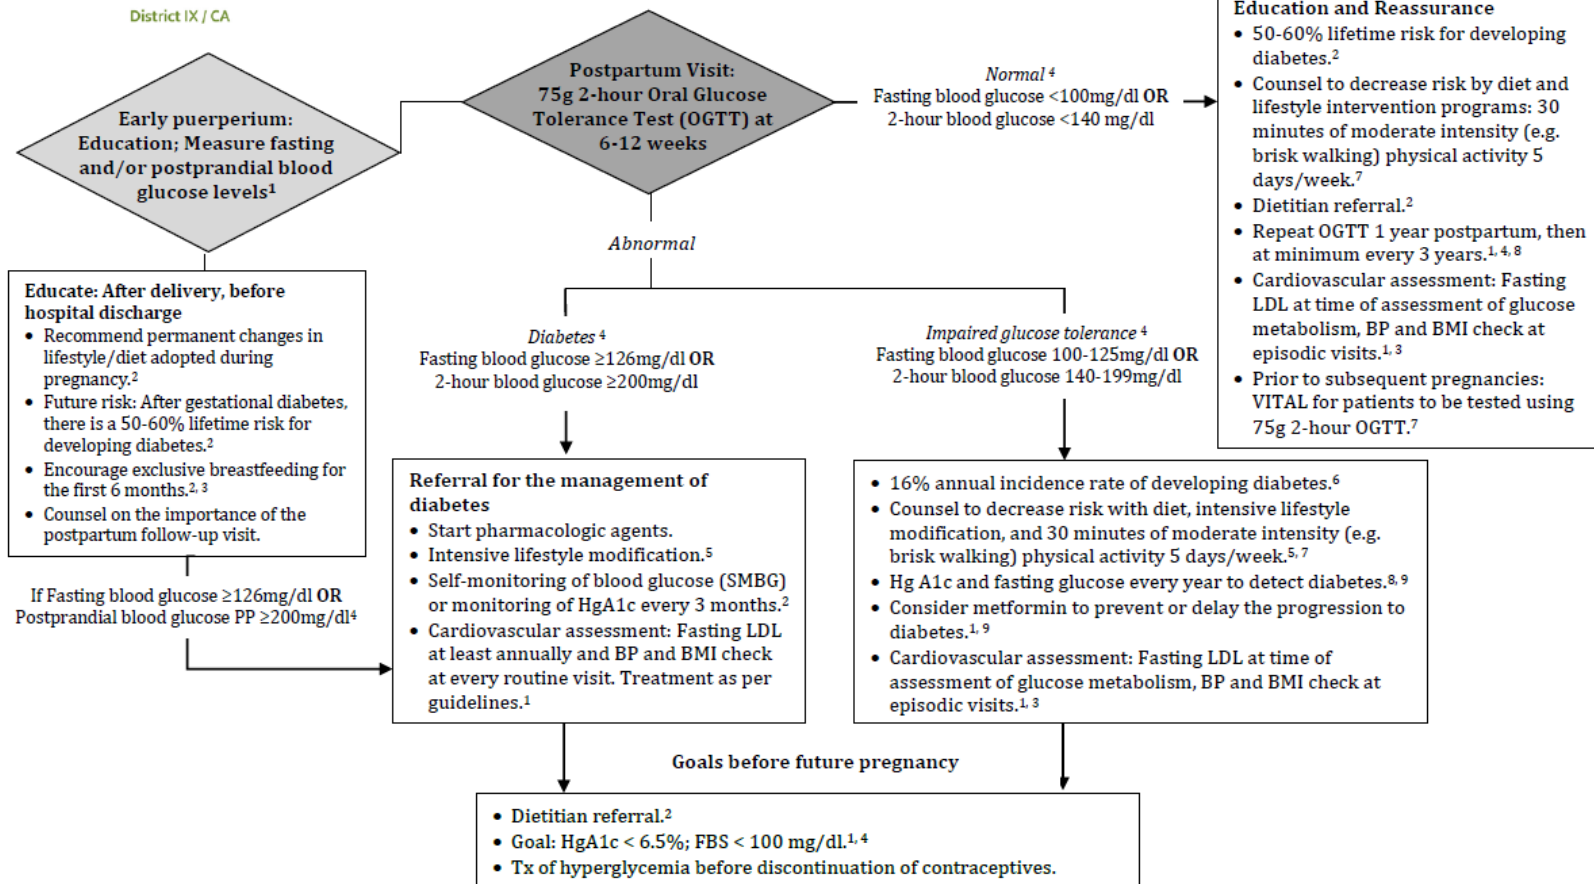 District IX / CA
Early puerperium:
Education; Measure fasting
and/or postprandial blood
glucose levels¹
Postpartum Visit:
75g 2-hour Oral Glucose
Tolerance Test (OGTT) at
6-12 weeks
Normal ⁴
Fasting blood glucose <100mg/dl OR
2-hour blood glucose <140 mg/dl
Education and Reassurance
• 50-60% lifetime risk for developing
diabetes.²
• Counsel to decrease risk by diet and
lifestyle intervention programs: 30
minutes of moderate intensity (e.g.
brisk walking) physical activity 5
days/week.⁷
• Dietitian referral.²
• Repeat OGTT 1 year postpartum, then
at minimum every 3 years.¹˒ ⁴˒ ⁸
• Cardiovascular assessment: Fasting
LDL at time of assessment of glucose
metabolism, BP and BMI check at
episodic visits.¹˒ ³
• Prior to subsequent pregnancies:
VITAL for patients to be tested using
75g 2-hour OGTT.⁷
Abnormal
Educate: After delivery, before
hospital discharge
• Recommend permanent changes in
lifestyle/diet adopted during
pregnancy.²
• Future risk: After gestational diabetes,
there is a 50-60% lifetime risk for
developing diabetes.²
• Encourage exclusive breastfeeding for
the first 6 months.²˒ ³
• Counsel on the importance of the
postpartum follow-up visit.
If Fasting blood glucose ≥126mg/dl OR
Postprandial blood glucose PP ≥200mg/dl⁴
Diabetes ⁴
Fasting blood glucose ≥126mg/dl OR
2-hour blood glucose ≥200mg/dl
Impaired glucose tolerance ⁴
Fasting blood glucose 100-125mg/dl OR
2-hour blood glucose 140-199mg/dl
Referral for the management of
diabetes
• Start pharmacologic agents.
• Intensive lifestyle modification.⁵
• Self-monitoring of blood glucose (SMBG)
or monitoring of HgA1c every 3 months.²
• Cardiovascular assessment: Fasting LDL
at least annually and BP and BMI check
at every routine visit. Treatment as per
guidelines.¹
• 16% annual incidence rate of developing diabetes.⁶
• Counsel to decrease risk with diet, intensive lifestyle
modification, and 30 minutes of moderate intensity (e.g.
brisk walking) physical activity 5 days/week.⁵˒ ⁷
• Hg A1c and fasting glucose every year to detect diabetes.⁸˒ ⁹
• Consider metformin to prevent or delay the progression to
diabetes.¹˒ ⁹
• Cardiovascular assessment: Fasting LDL at time of
assessment of glucose metabolism, BP and BMI check at
episodic visits.¹˒ ³
Goals before future pregnancy
• Dietitian referral.²
• Goal: HgA1c < 6.5%; FBS < 100 mg/dl.¹˒ ⁴
• Tx of hyperglycemia before discontinuation of contraceptives.